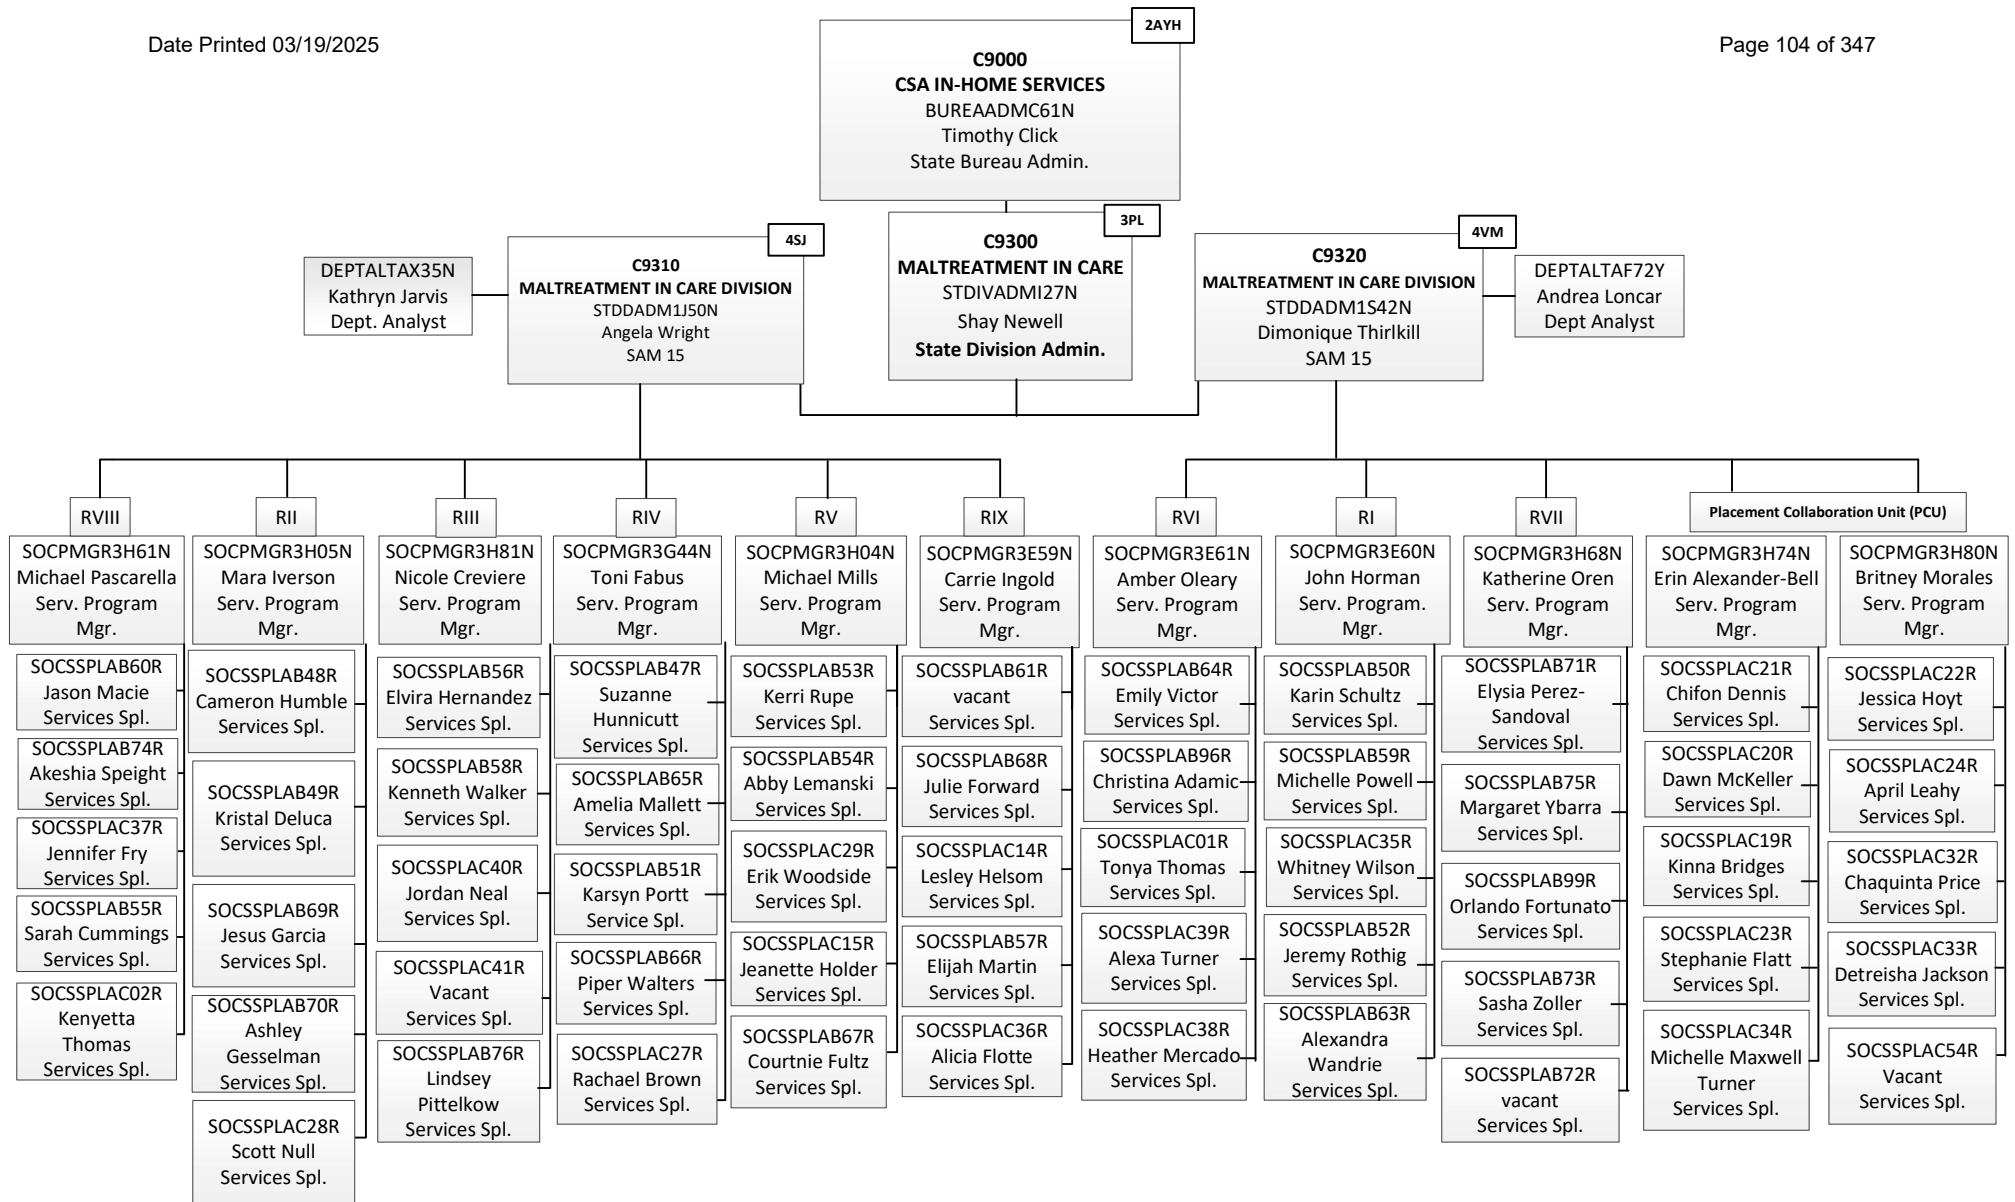 Date Printed 03/19/2025
Page 104 of 347
2AYH
C9000
CSA IN-HOME SERVICES
BUREAADMC61N
Timothy Click
State Bureau Admin.
3PL
C9300
MALTREATMENT IN CARE
STDIVADMI27N
Shay Newell
State Division Admin.
4SJ
C9310
MALTREATMENT IN CARE DIVISION
STDDADM1J50N
Angela Wright
SAM 15
DEPTALTAX35N
Kathryn Jarvis
Dept. Analyst
4VM
C9320
MALTREATMENT IN CARE DIVISION
STDDADM1S42N
Dimonique Thirlkill
SAM 15
DEPTALTAF72Y
Andrea Loncar
Dept Analyst
RVIII
SOCPMGR3H61N
Michael Pascarella
Serv. Program
Mgr.
SOCSSPLAB60R
Jason Macie
Services Spl.
SOCSSPLAB74R
Akeshia Speight
Services Spl.
SOCSSPLAC37R
Jennifer Fry
Services Spl.
SOCSSPLAB55R
Sarah Cummings
Services Spl.
SOCSSPLAC02R
Kenyetta
Thomas
Services Spl.
RII
SOCPMGR3H05N
Mara Iverson
Serv. Program
Mgr.
SOCSSPLAB48R
Cameron Humble
Services Spl.
SOCSSPLAB49R
Kristal Deluca
Services Spl.
SOCSSPLAB69R
Jesus Garcia
Services Spl.
SOCSSPLAB70R
Ashley
Gesselman
Services Spl.
SOCSSPLAC28R
Scott Null
Services Spl.
RIII
SOCPMGR3H81N
Nicole Creviere
Serv. Program
Mgr.
SOCSSPLAB56R
Elvira Hernandez
Services Spl.
SOCSSPLAB58R
Kenneth Walker
Services Spl.
SOCSSPLAC40R
Jordan Neal
Services Spl.
SOCSSPLAC41R
Vacant
Services Spl.
SOCSSPLAB76R
Lindsey
Pittelkow
Services Spl.
RIV
SOCPMGR3G44N
Toni Fabus
Serv. Program
Mgr.
SOCSSPLAB47R
Suzanne
Hunnicutt
Services Spl.
SOCSSPLAB65R
Amelia Mallett
Services Spl.
SOCSSPLAB51R
Karsyn Portt
Service Spl.
SOCSSPLAB66R
Piper Walters
Services Spl.
SOCSSPLAC27R
Rachael Brown
Services Spl.
RV
SOCPMGR3H04N
Michael Mills
Serv. Program
Mgr.
SOCSSPLAB53R
Kerri Rupe
Services Spl.
SOCSSPLAB54R
Abby Lemanski
Services Spl.
SOCSSPLAC29R
Erik Woodside
Services Spl.
SOCSSPLAC15R
Jeanette Holder
Services Spl.
SOCSSPLAB67R
Courtnie Fultz
Services Spl.
RIX
SOCPMGR3E59N
Carrie Ingold
Serv. Program
Mgr.
SOCSSPLAB61R
vacant
Services Spl.
SOCSSPLAB68R
Julie Forward
Services Spl.
SOCSSPLAC14R
Lesley Helsom
Services Spl.
SOCSSPLAB57R
Elijah Martin
Services Spl.
SOCSSPLAC36R
Alicia Flotte
Services Spl.
RVI
SOCPMGR3E61N
Amber Oleary
Serv. Program
Mgr.
SOCSSPLAB64R
Emily Victor
Services Spl.
SOCSSPLAB96R
Christina Adamic
Services Spl.
SOCSSPLAC01R
Tonya Thomas
Services Spl.
SOCSSPLAC39R
Alexa Turner
Services Spl.
SOCSSPLAC38R
Heather Mercado
Services Spl.
RI
SOCPMGR3E60N
John Horman
Serv. Program.
Mgr.
SOCSSPLAB50R
Karin Schultz
Services Spl.
SOCSSPLAB59R
Michelle Powell
Services Spl.
SOCSSPLAC35R
Whitney Wilson
Services Spl.
SOCSSPLAB52R
Jeremy Rothig
Services Spl.
SOCSSPLAB63R
Alexandra
Wandrie
Services Spl.
RVII
SOCPMGR3H68N
Katherine Oren
Serv. Program
Mgr.
SOCSSPLAB71R
Elysia Perez-
Sandoval
Services Spl.
SOCSSPLAB75R
Margaret Ybarra
Services Spl.
SOCSSPLAB99R
Orlando Fortunato
Services Spl.
SOCSSPLAB73R
Sasha Zoller
Services Spl.
SOCSSPLAB72R
vacant
Services Spl.
Placement Collaboration Unit (PCU)
SOCPMGR3H74N
Erin Alexander-Bell
Serv. Program
Mgr.
SOCSSPLAC21R
Chifon Dennis
Services Spl.
SOCSSPLAC20R
Dawn McKeller
Services Spl.
SOCSSPLAC19R
Kinna Bridges
Services Spl.
SOCSSPLAC23R
Stephanie Flatt
Services Spl.
SOCSSPLAC34R
Michelle Maxwell
Turner
Services Spl.
SOCPMGR3H80N
Britney Morales
Serv. Program
Mgr.
SOCSSPLAC22R
Jessica Hoyt
Services Spl.
SOCSSPLAC24R
April Leahy
Services Spl.
SOCSSPLAC32R
Chaquinta Price
Services Spl.
SOCSSPLAC33R
Detreisha Jackson
Services Spl.
SOCSSPLAC54R
Vacant
Services Spl.